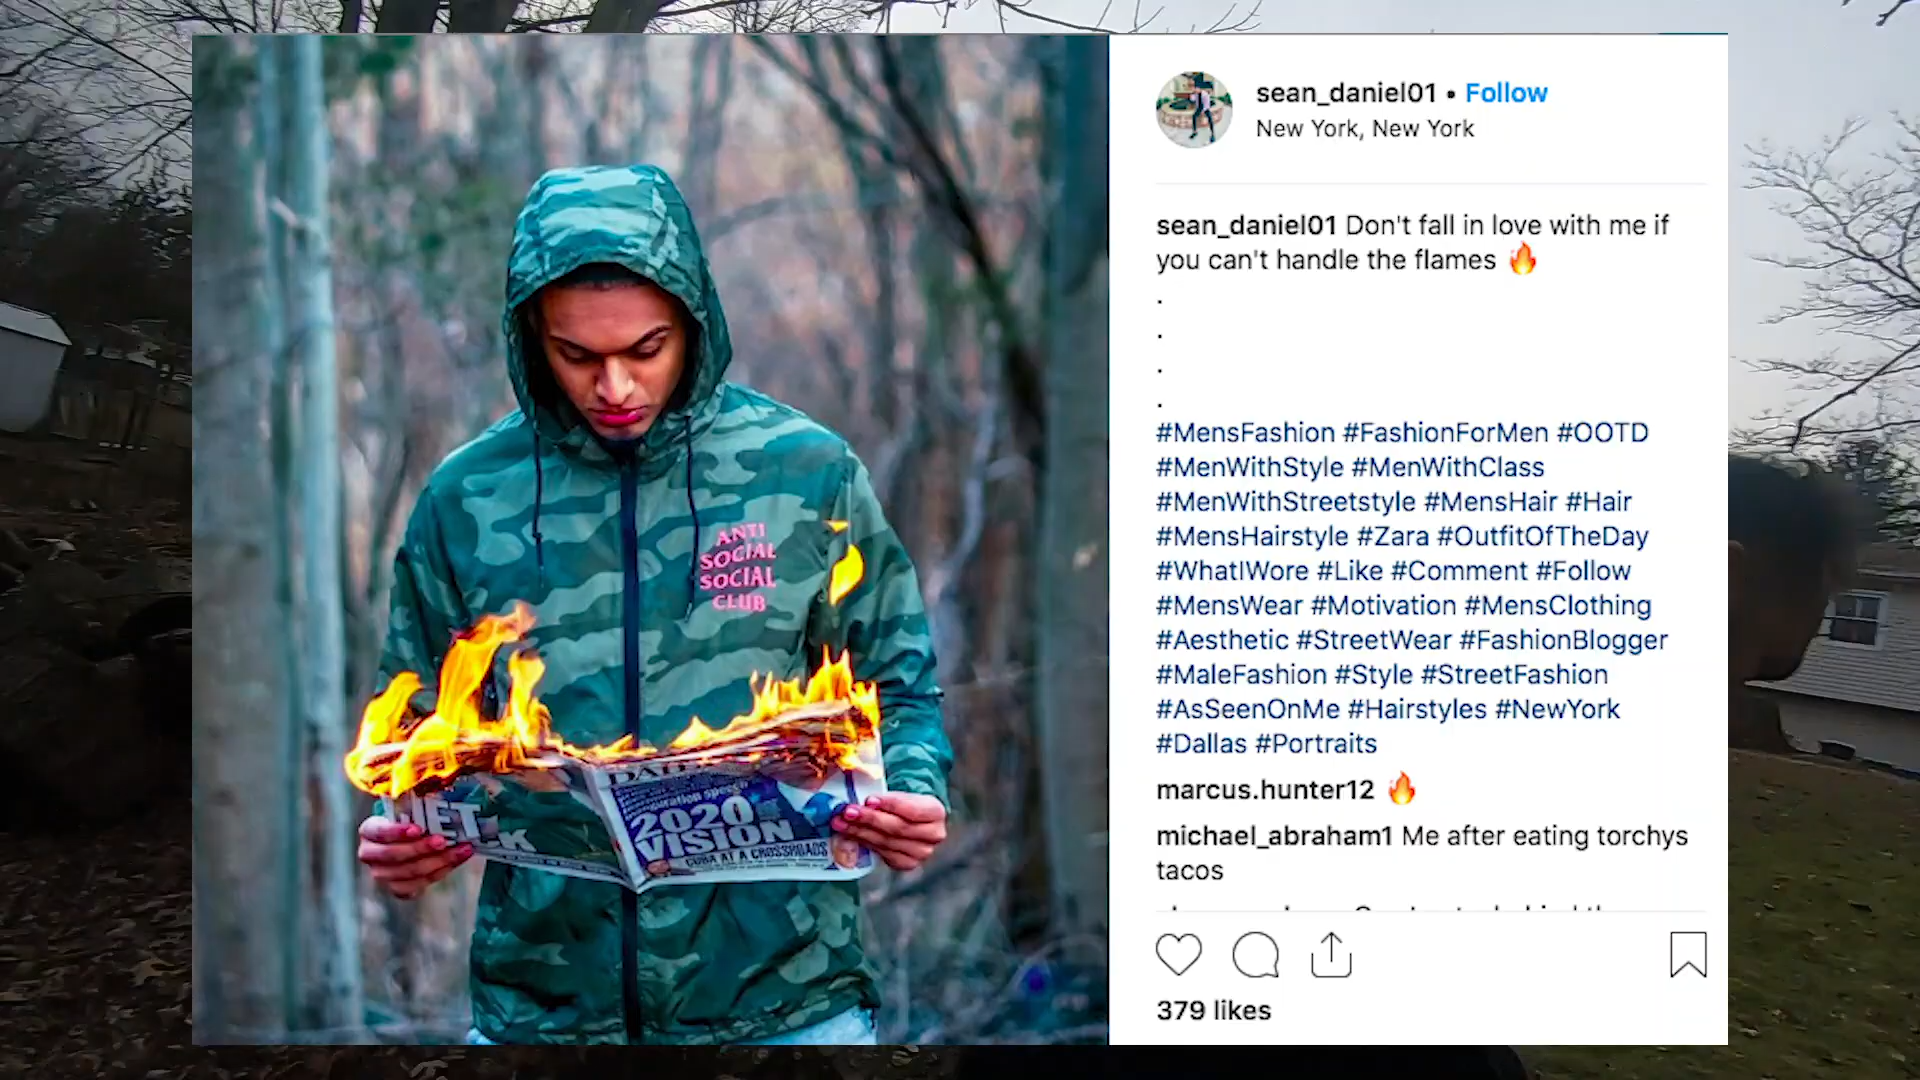 ANTI
SOCIAL
SOCIAL
CLUB
2020
VISION
CUBA AT A CROSSROADS
sean_daniel01 • Follow
New York, New York
sean_daniel01 Don't fall in love with me if
you can't handle the flames 🔥
.
.
.
.
#MensFashion #FashionForMen #OOTD
#MenWithStyle #MenWithClass
#MenWithStreetstyle #MensHair #Hair
#MensHairstyle #Zara #OutfitOfTheDay
#WhatIWore #Like #Comment #Follow
#MensWear #Motivation #MensClothing
#Aesthetic #StreetWear #FashionBlogger
#MaleFashion #Style #StreetFashion
#AsSeenOnMe #Hairstyles #NewYork
#Dallas #Portraits
marcus.hunter12 🔥
michael_abraham1 Me after eating torchys
tacos
379 likes